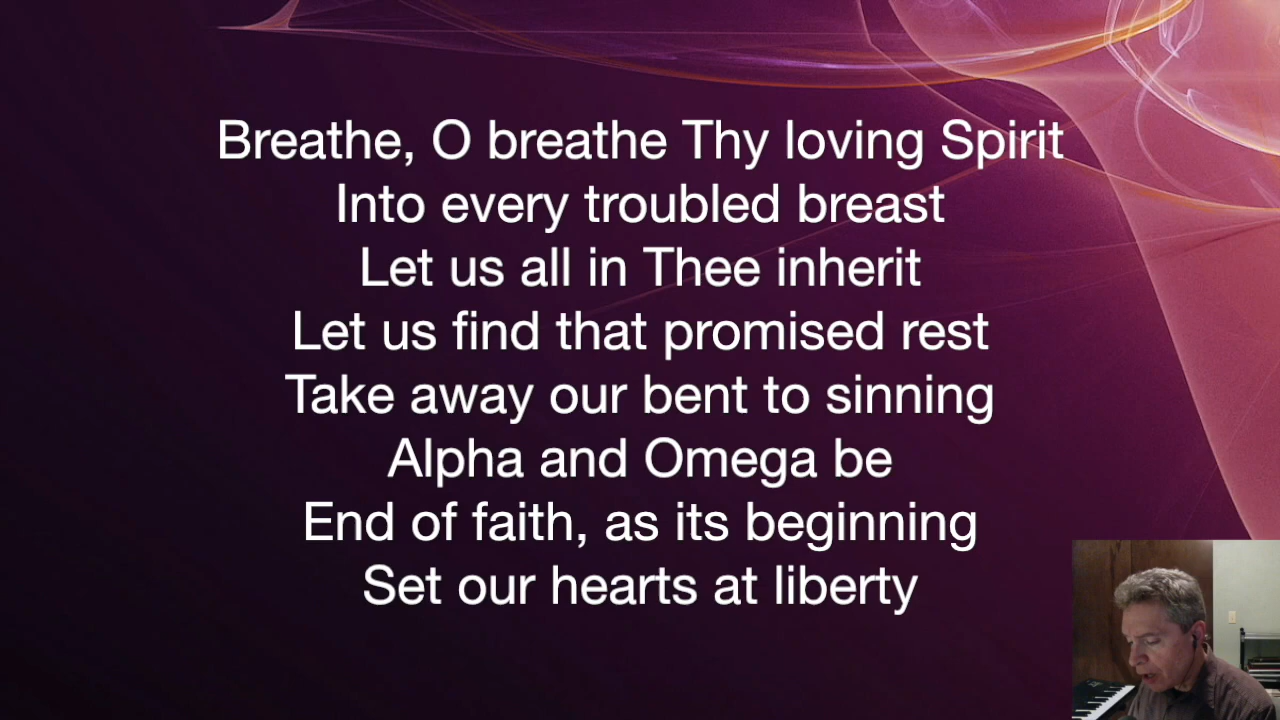 Breathe, O breathe Thy loving Spirit
Into every troubled breast
Let us all in Thee inherit
Let us find that promised rest
Take away our bent to sinning
Alpha and Omega be
End of faith, as its beginning
Set our hearts at liberty